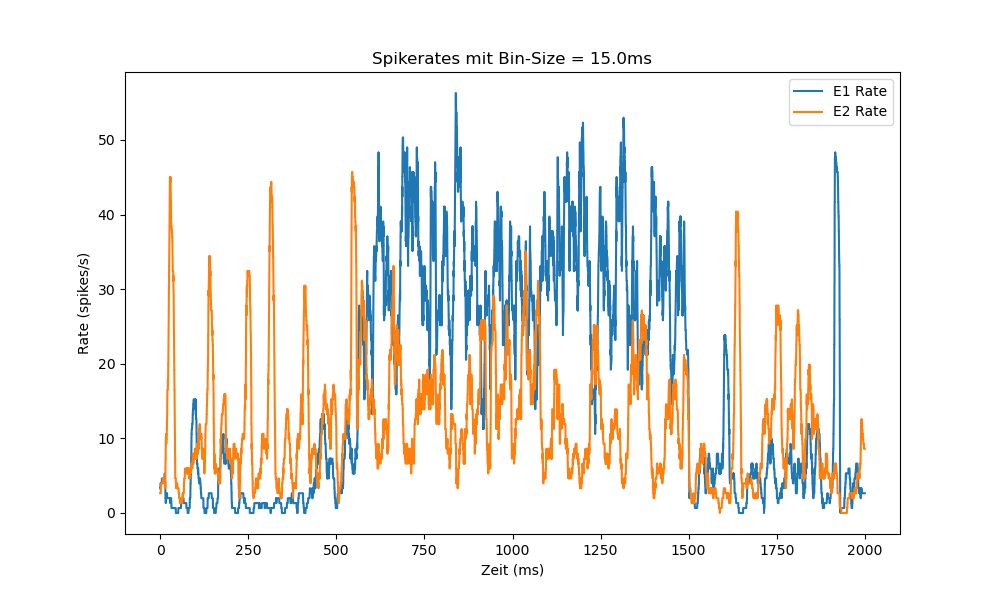 Spikerates mit Bin-Size = 15.0ms
E1 Rate
E2 Rate
Rate (spikes/s)
50
40
30
20
10
0
0 250 500 750 1000 1250 1500 1750 2000
Zeit (ms)